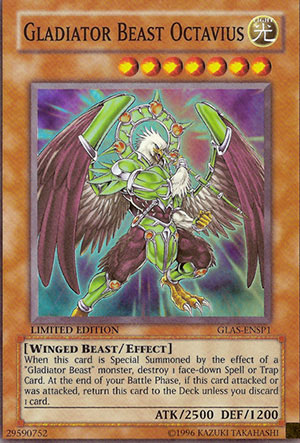 GLADIATOR BEAST OCTAVIUS
LIGHT
光
LIMITED EDITION
GLAS-ENSP1
[WINGED BEAST/EFFECT]
When this card is Special Summoned by the effect of a
"Gladiator Beast" monster, destroy 1 face-down Spell or Trap
Card. At the end of your Battle Phase, if this card attacked or
was attacked, return this card to the Deck unless you discard
1 card.
ATK/2500 DEF/1200
29590752
©1996 KAZUKI TAKAHASHI